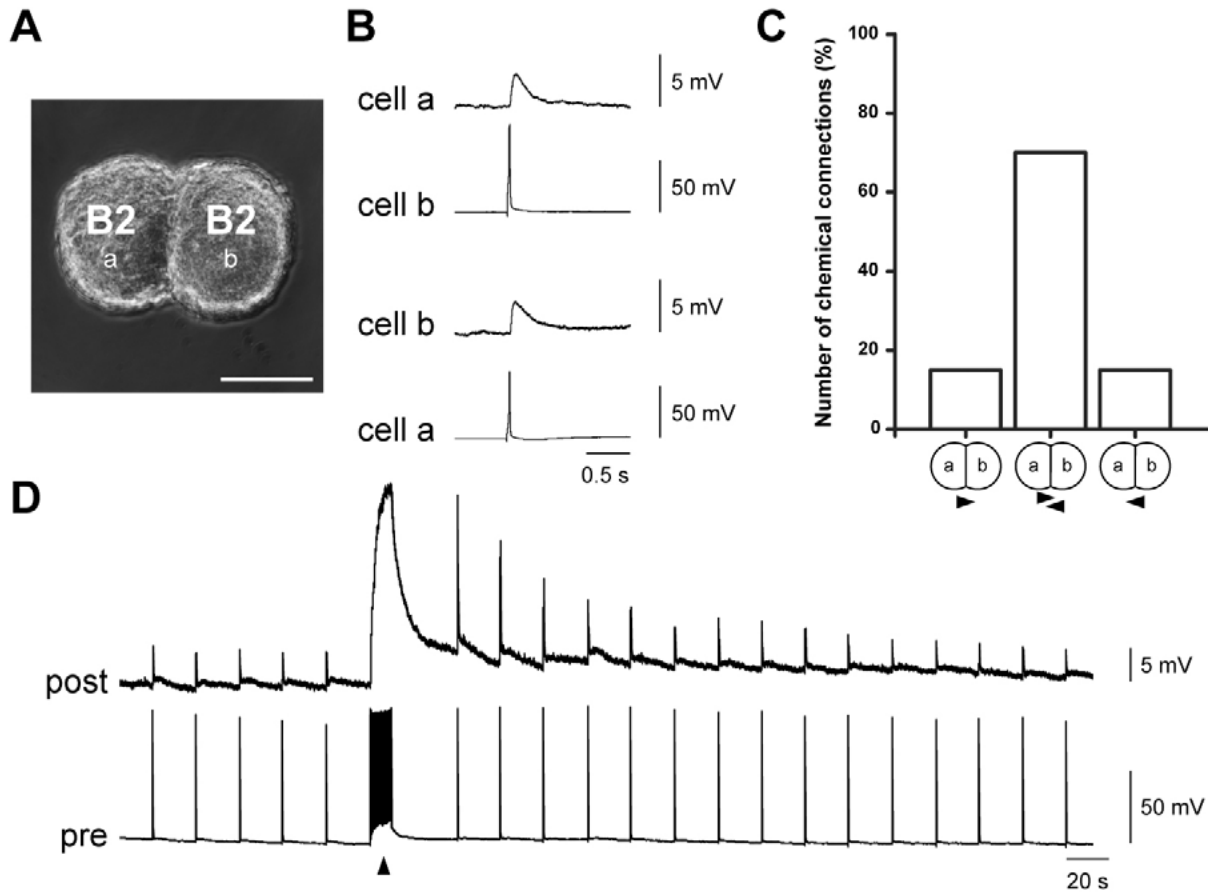 A
B2
a
B2
b
B
cell a
5 mV
cell b
50 mV
cell b
5 mV
cell a
50 mV
0.5 s
C
Number of chemical connections (%)
100
80
60
40
20
0
a b
a b
a b
D
post
5 mV
pre
50 mV
20 s